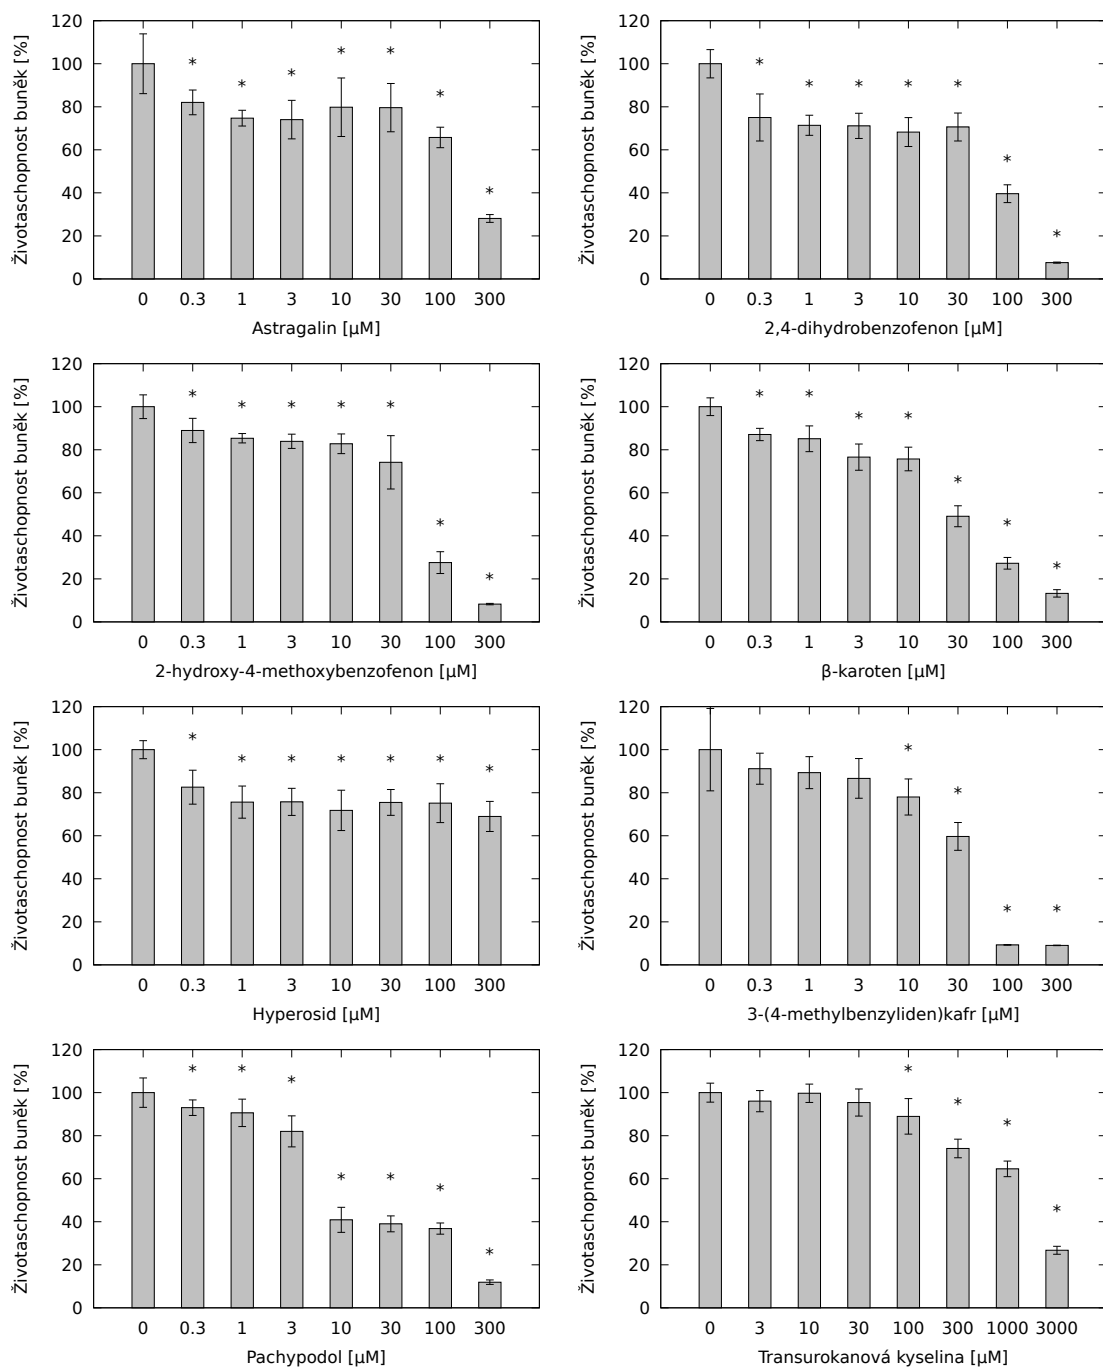 Životaschopnost buněk [%]
120
100
80
60
40
20
0
* * * * * * *
0 0.3 1 3 10 30 100 300
Astragalin [μM]
Životaschopnost buněk [%]
120
100
80
60
40
20
0
* * * * * * *
0 0.3 1 3 10 30 100 300
2,4-dihydrobenzofenon [μM]
Životaschopnost buněk [%]
120
100
80
60
40
20
0
* * * * * * *
0 0.3 1 3 10 30 100 300
2-hydroxy-4-methoxybenzofenon [μM]
Životaschopnost buněk [%]
120
100
80
60
40
20
0
* * * * * * *
0 0.3 1 3 10 30 100 300
β-karoten [μM]
Životaschopnost buněk [%]
120
100
80
60
40
20
0
* * * * * * *
0 0.3 1 3 10 30 100 300
Hyperosid [μM]
Životaschopnost buněk [%]
120
100
80
60
40
20
0
* * * *
0 0.3 1 3 10 30 100 300
3-(4-methylbenzyliden)kafr [μM]
Životaschopnost buněk [%]
120
100
80
60
40
20
0
* * * * * * *
0 0.3 1 3 10 30 100 300
Pachypodol [μM]
Životaschopnost buněk [%]
120
100
80
60
40
20
0
* * * *
0 3 10 30 100 300 1000 3000
Transurokanová kyselina [μM]